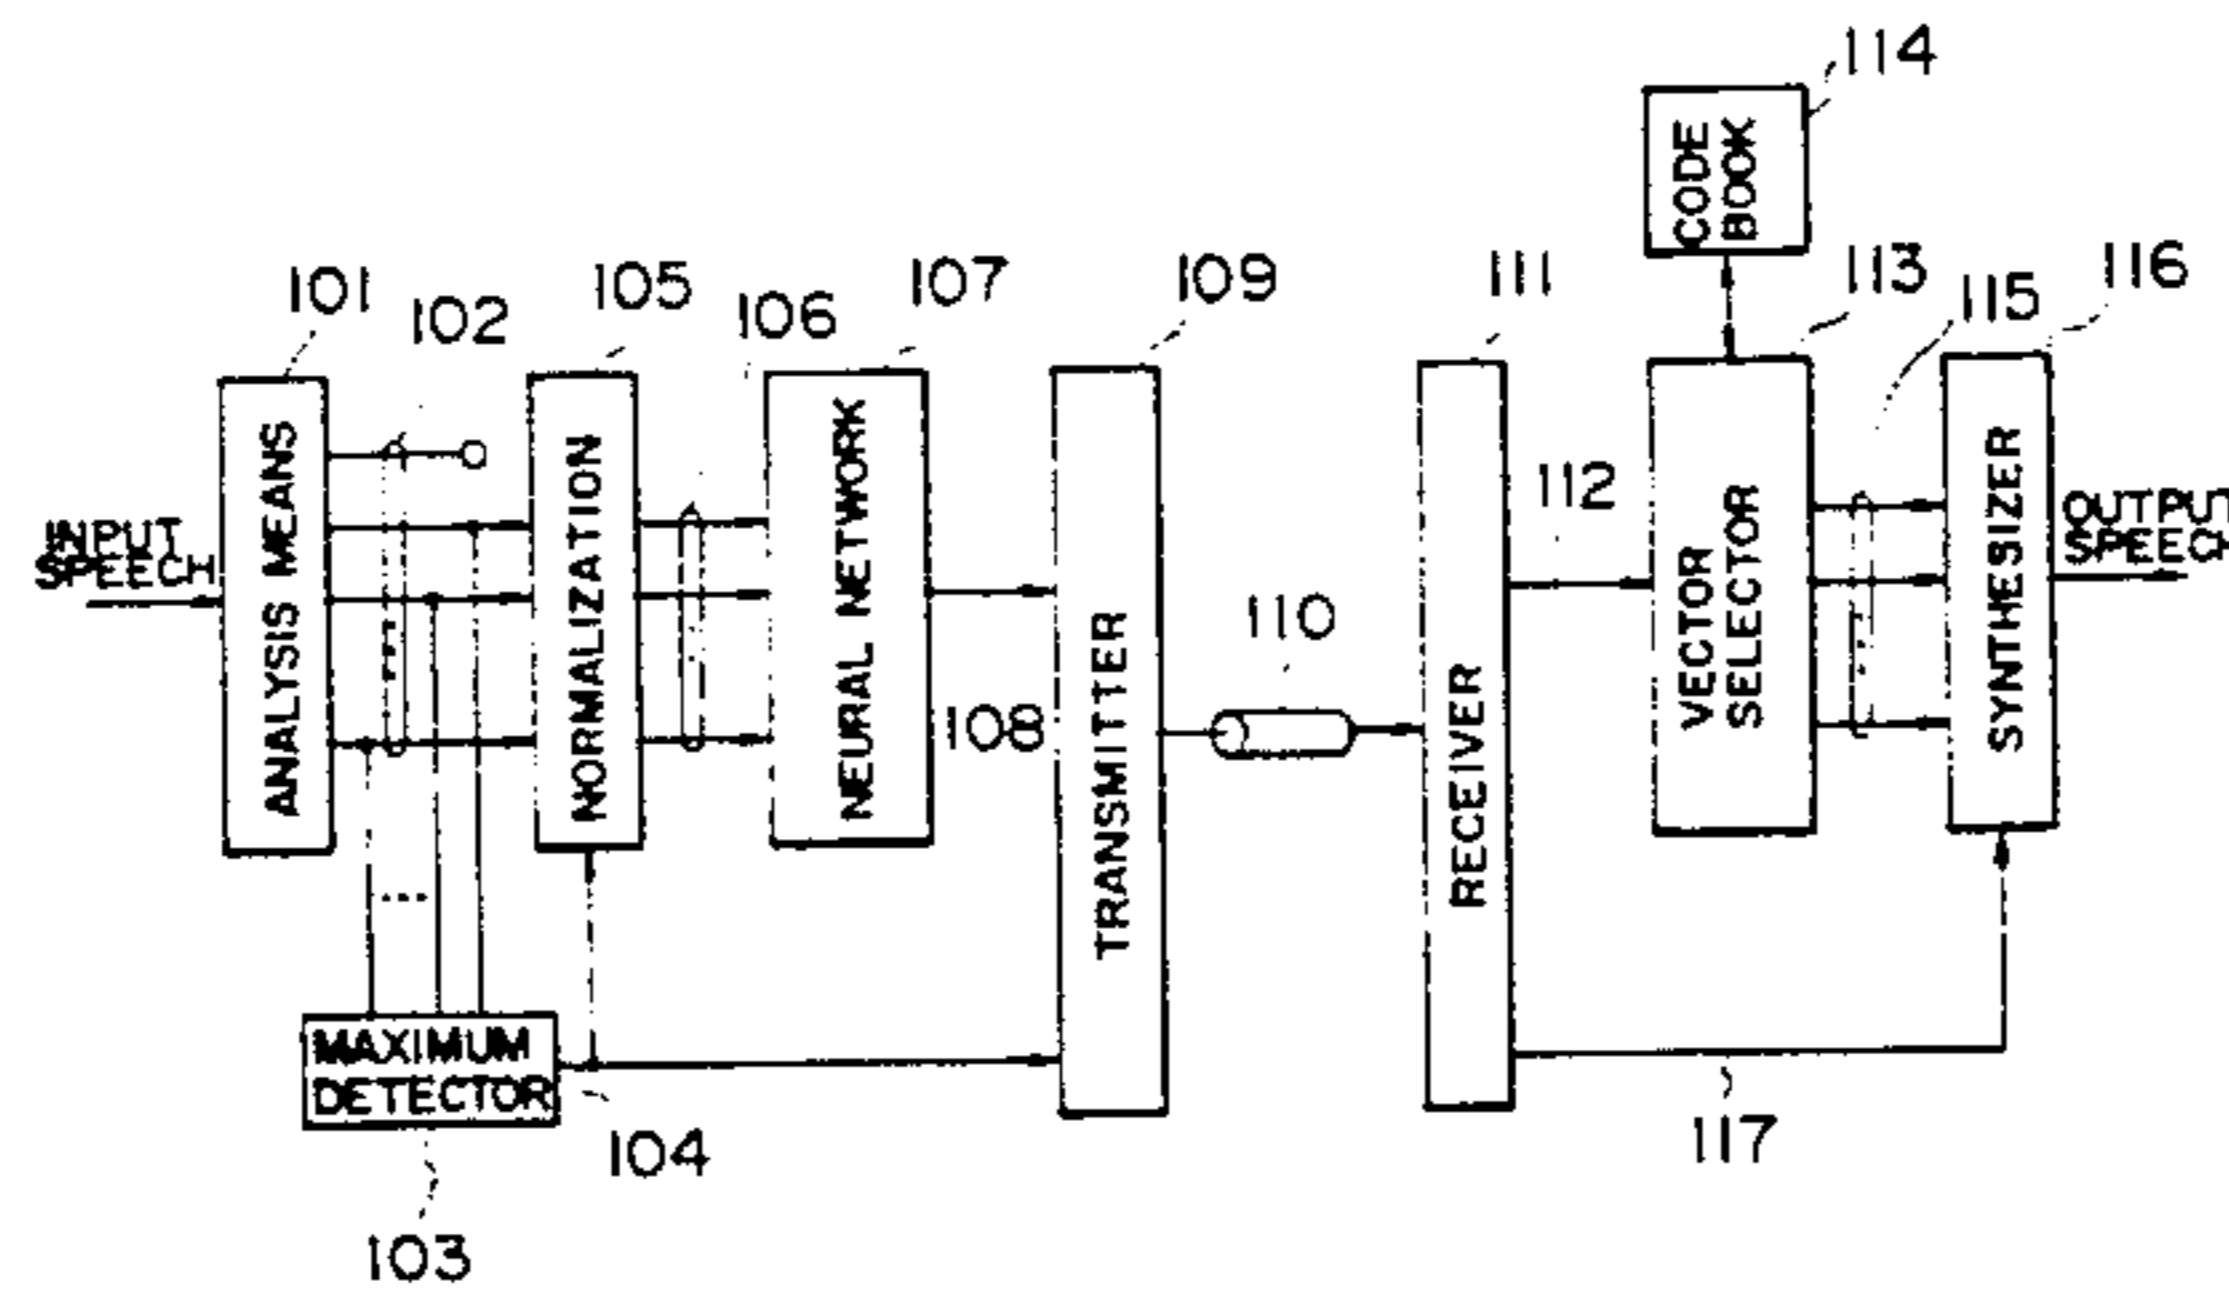 114
CODE
BOOK
101
102
105
106
107
109
111
113
115
116
INPUT
SPEECH
ANALYSIS MEANS
NORMALIZATION
NEURAL NETWORK
108
TRANSMITTER
110
RECEIVER
112
VECTOR
SELECTOR
SYNTHESIZER
OUTPUT
SPEECH
MAXIMUM
DETECTOR
104
103
117